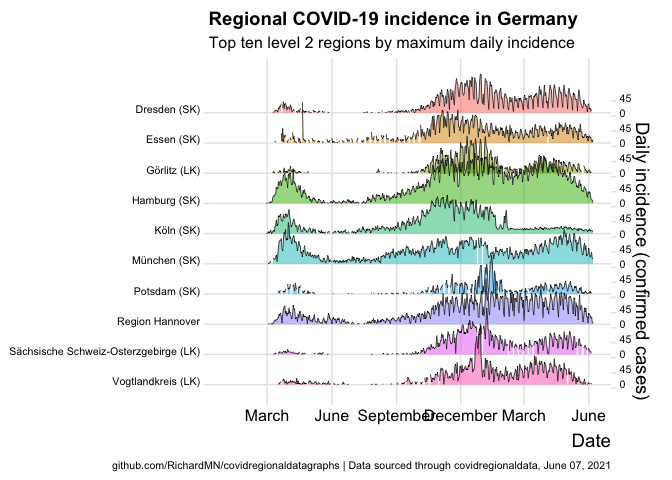 Regional COVID-19 incidence in Germany
Top ten level 2 regions by maximum daily incidence
Dresden (SK)
45
0
Essen (SK)
45
0
Görlitz (LK)
45
0
Hamburg (SK)
45
0
Köln (SK)
45
0
München (SK)
45
0
Potsdam (SK)
45
0
Region Hannover
45
0
Sächsische Schweiz-Osterzgebirge (LK)
45
0
Vogtlandkreis (LK)
45
0
Daily incidence (confirmed cases)
March June September December March June
Date
github.com/RichardMN/covidregionaldatagraphs | Data sourced through covidregionaldata, June 07, 2021